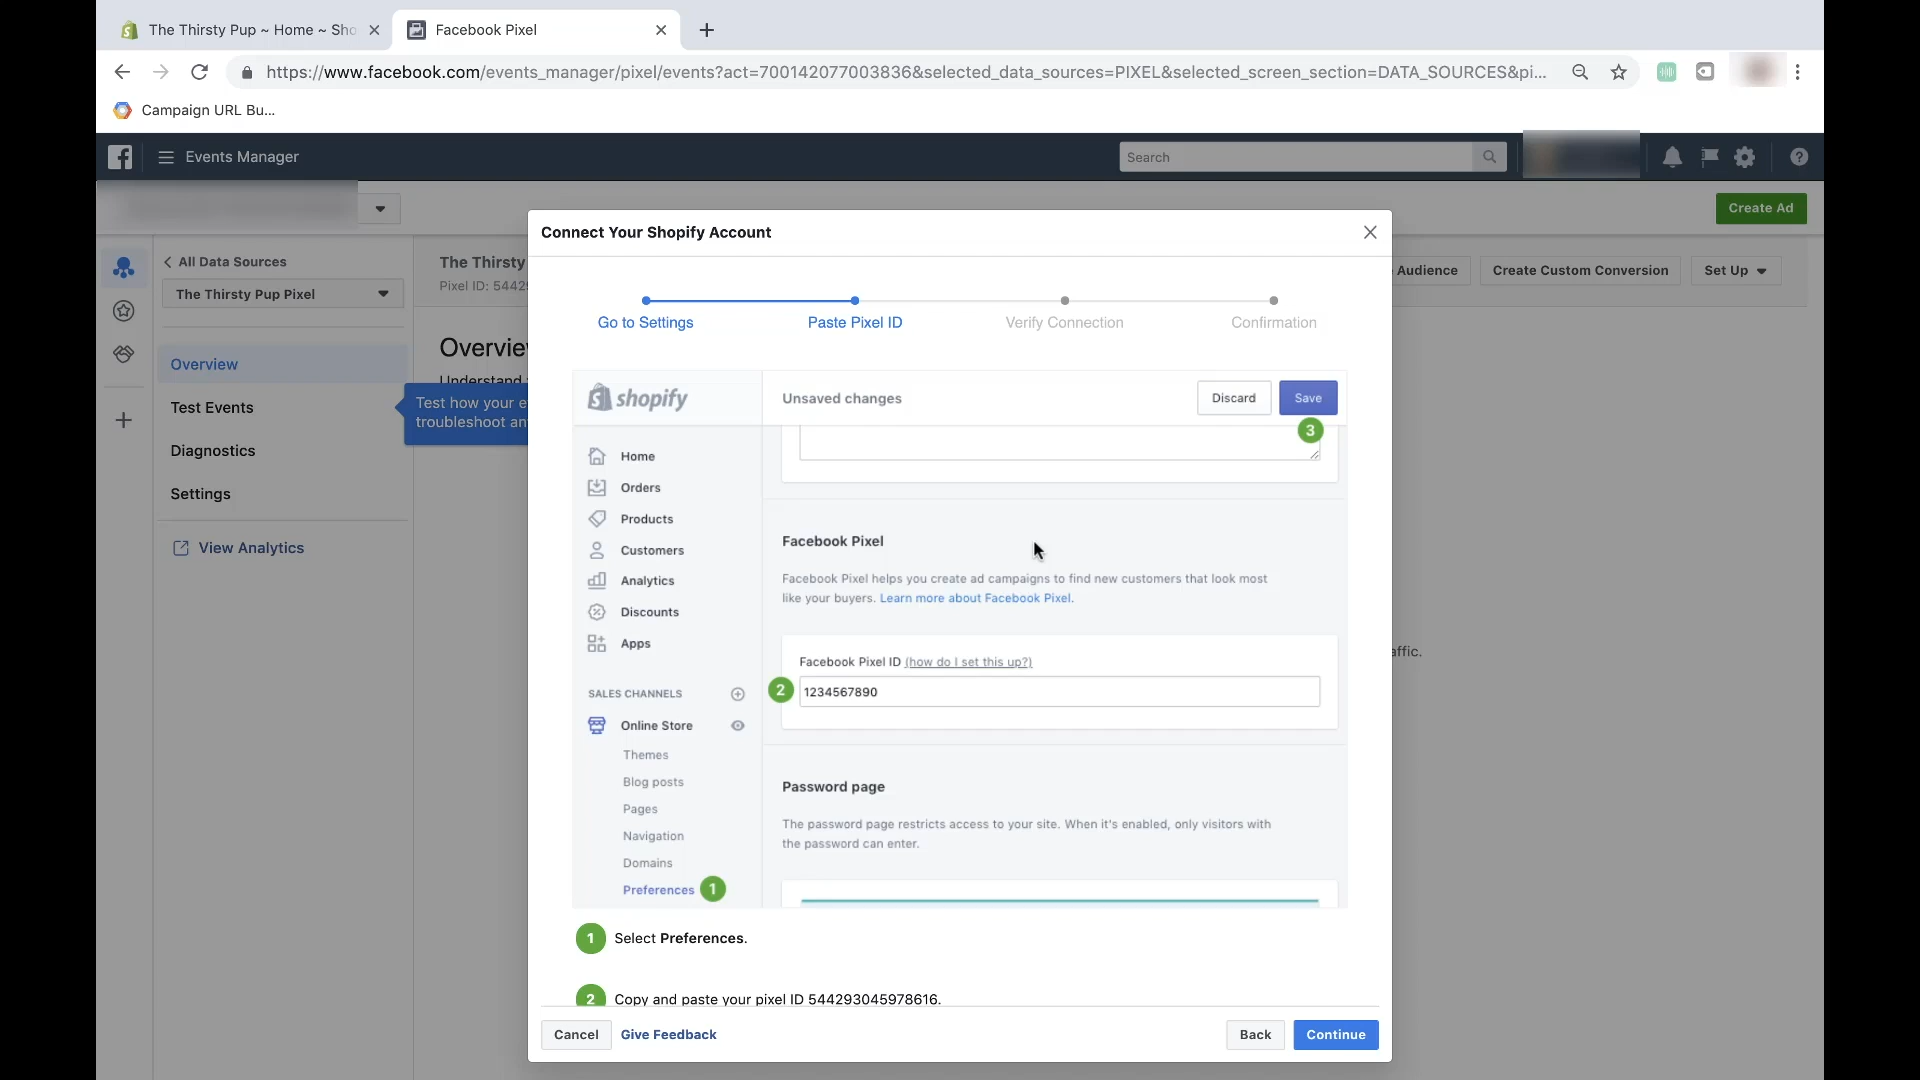 The Thirsty Pup ~ Home ~ Sho
Facebook Pixel
https://www.facebook.com/events_manager/pixel/events?act=700142077003836&selected_data_sources=PIXEL&selected_screen_section=DATA_SOURCES&pi...
Campaign URL Bu...
Events Manager
Search
Create Ad
Connect Your Shopify Account
All Data Sources
The Thirsty
Audience
Create Custom Conversion
Set Up
Pixel ID: 5442
The Thirsty Pup Pixel
Go to Settings
Paste Pixel ID
Verify Connection
Confirmation
Overview
Test Events
Diagnostics
Settings
View Analytics
Overvie
Understand
Test how your e
troubleshoot an
shopify
Unsaved changes
Discard
Save
3
Home
Orders
Products
Customers
Analytics
Discounts
Apps
SALES CHANNELS
Online Store
Themes
Blog posts
Pages
Navigation
Domains
Preferences
1
Facebook Pixel
Facebook Pixel helps you create ad campaigns to find new customers that look most
like your buyers. Learn more about Facebook Pixel.
Facebook Pixel ID (how do I set this up?)
2
1234567890
Password page
The password page restricts access to your site. When it's enabled, only visitors with
the password can enter.
affic.
1 Select Preferences.
2 Copy and paste your pixel ID 544293045978616.
Cancel
Give Feedback
Back
Continue